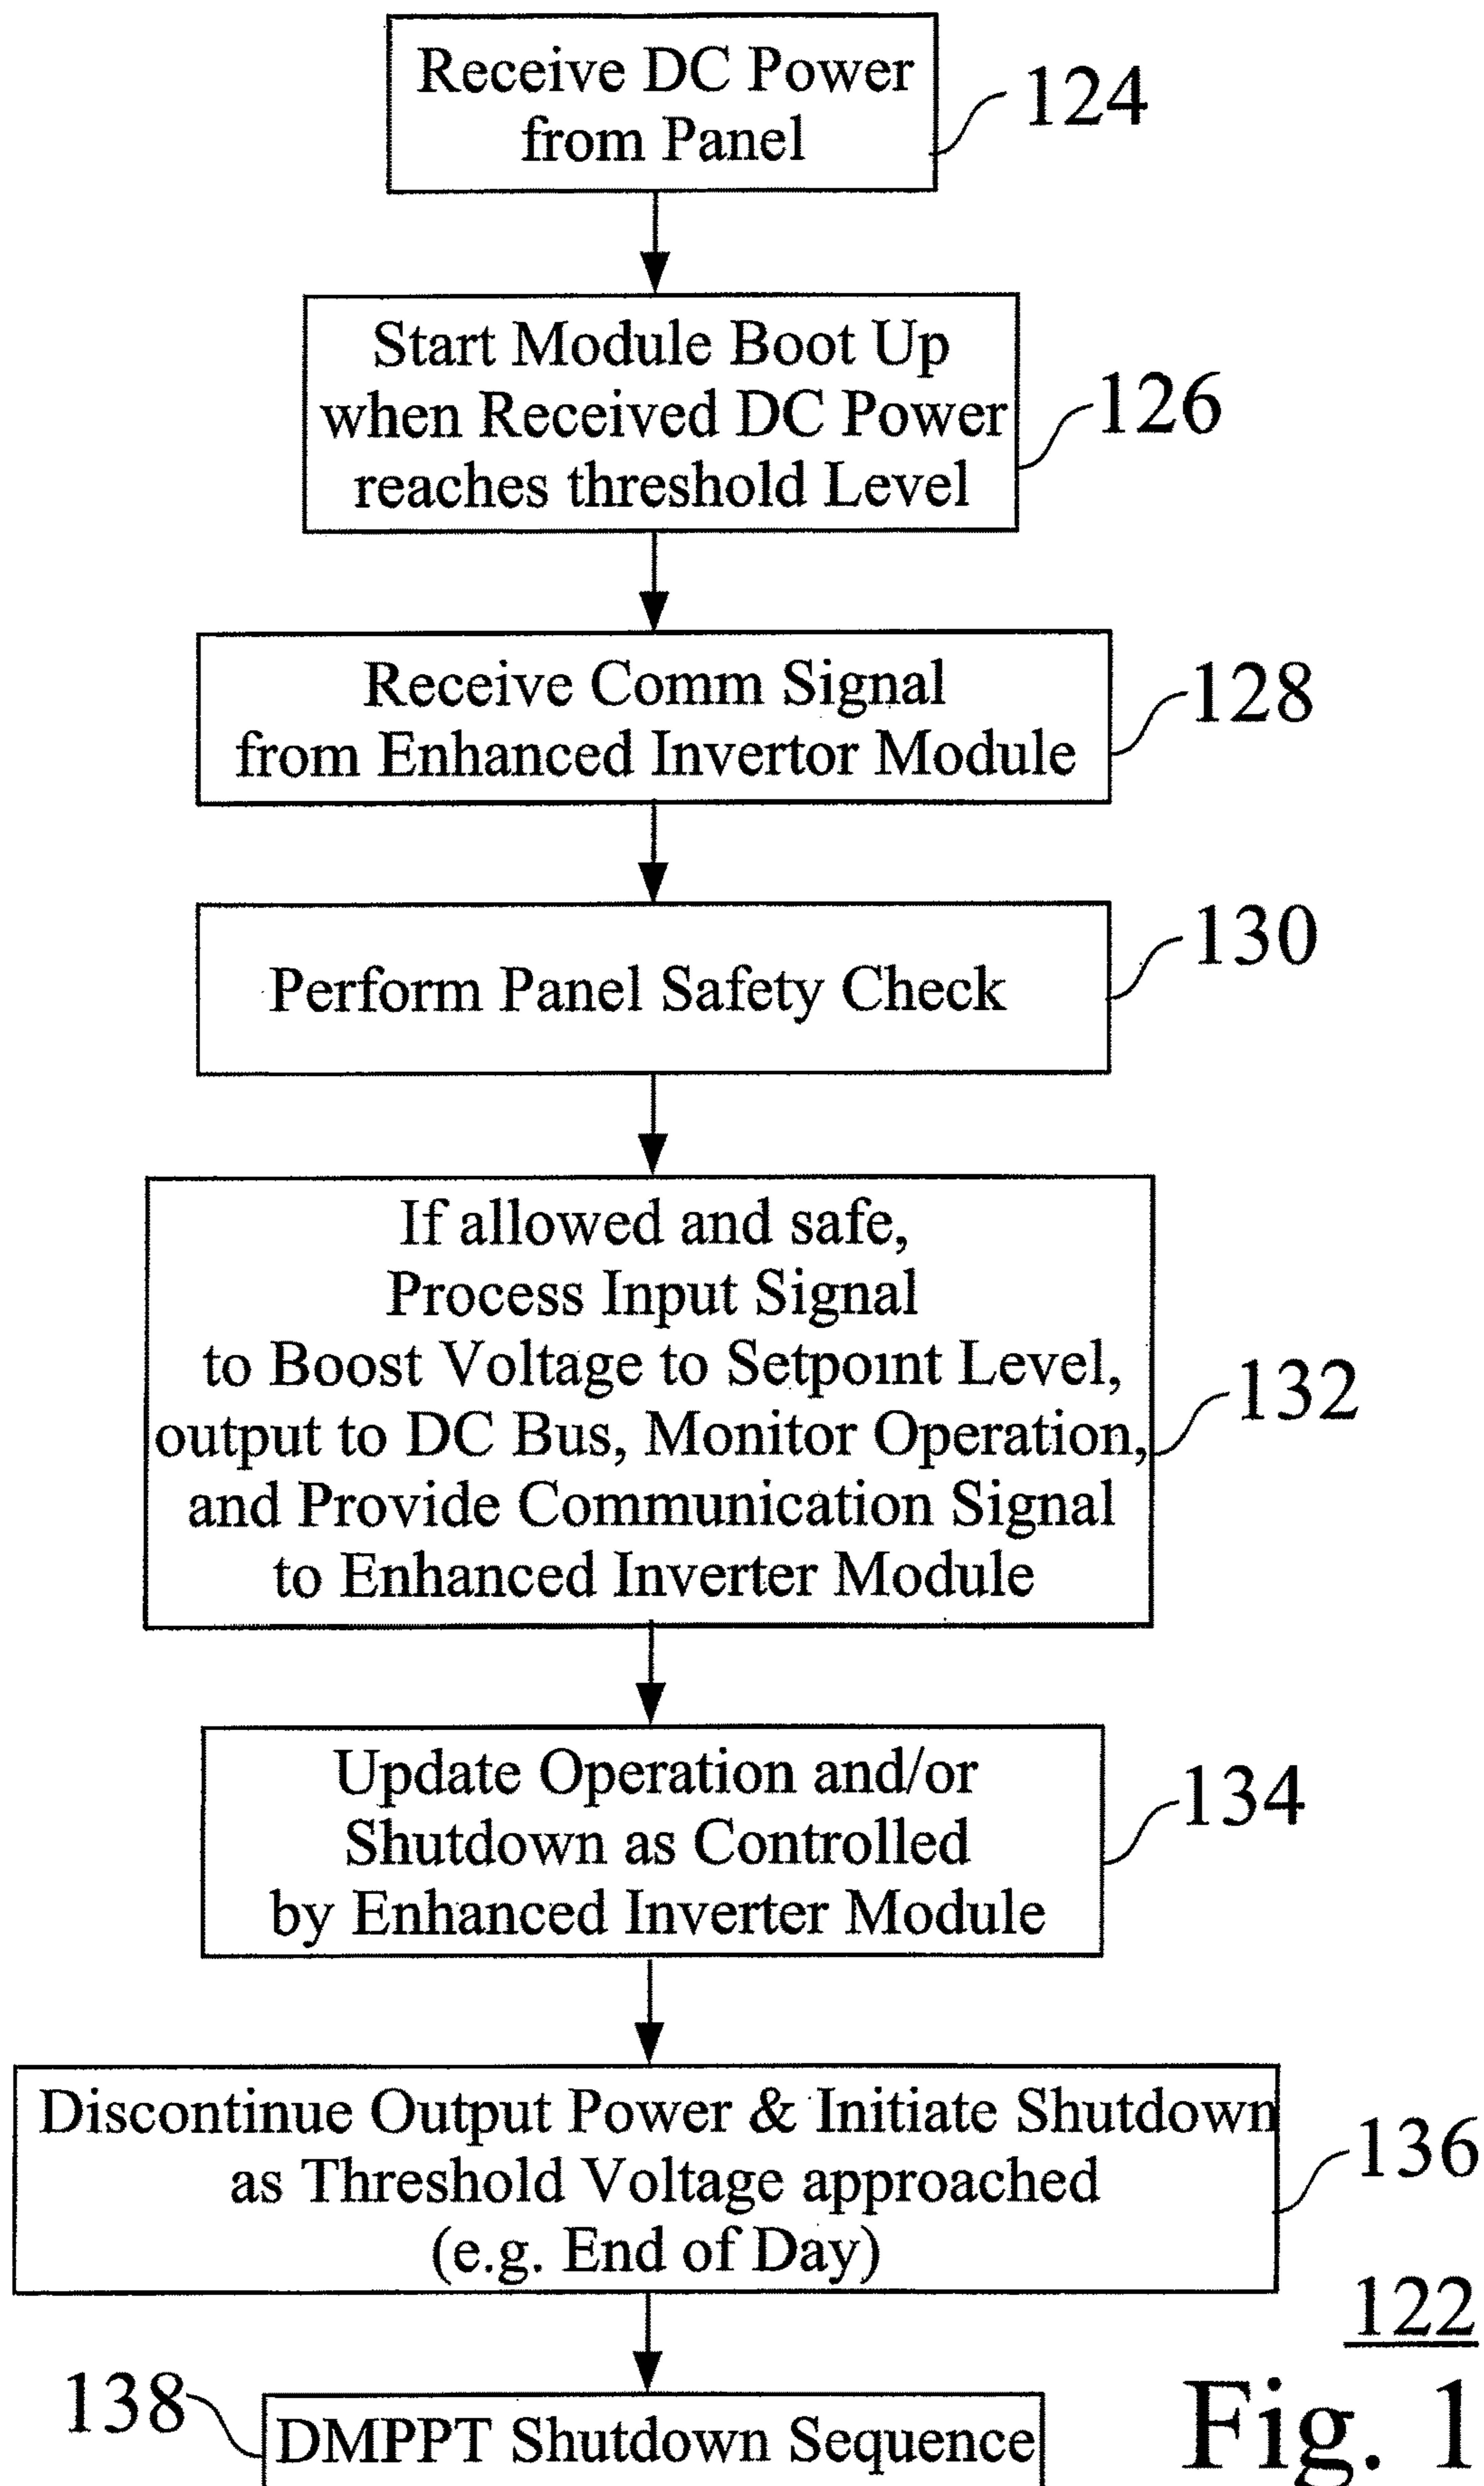 Receive DC Power
from Panel
124
Start Module Boot Up
when Received DC Power
reaches threshold Level
126
Receive Comm Signal
from Enhanced Invertor Module
128
Perform Panel Safety Check
130
If allowed and safe,
Process Input Signal
to Boost Voltage to Setpoint Level,
output to DC Bus, Monitor Operation,
and Provide Communication Signal
to Enhanced Inverter Module
132
Update Operation and/or
Shutdown as Controlled
by Enhanced Inverter Module
134
Discontinue Output Power & Initiate Shutdown
as Threshold Voltage approached
(e.g. End of Day)
136
122
138
DMPPT Shutdown Sequence
Fig. 1